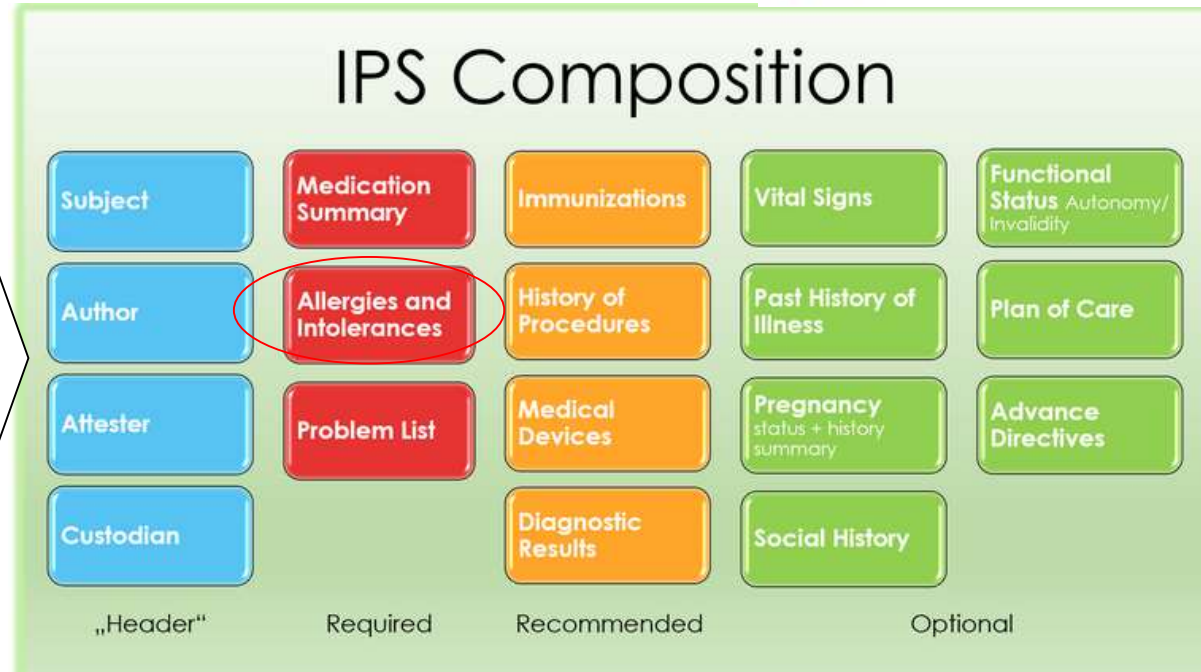 IPS Composition
Subject
Author
Attester
Custodian
„Header“
Medication
Summary
Allergies and
Intolerances
Problem List
Required
Immunizations
History of
Procedures
Medical
Devices
Diagnostic
Results
Recommended
Vital Signs
Past History of
Illness
Pregnancy
status + history
summary
Social History
Functional
Status Autonomy/
Invalidity
Plan of Care
Advance
Directives
Optional